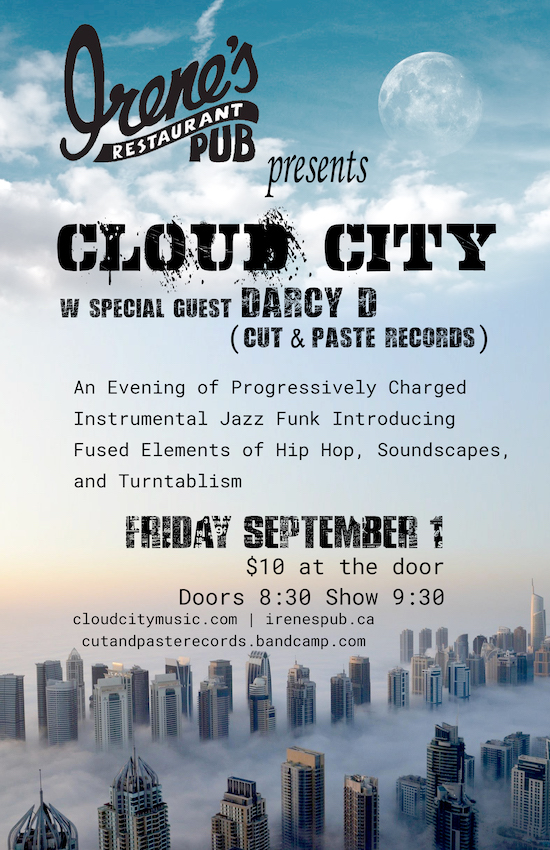 Irene's
RESTAURANT
PUB
presents
CLOUD CITY
W SPECIAL GUEST DARCY D
(CUT & PASTE RECORDS)
An Evening of Progressively Charged
Instrumental Jazz Funk Introducing
Fused Elements of Hip Hop, Soundscapes,
and Turntablism
FRIDAY SEPTEMBER 1
$10 at the door
Doors 8:30 Show 9:30
cloudcitymusic.com | irenespub.ca
cutandpasterecords.bandcamp.com